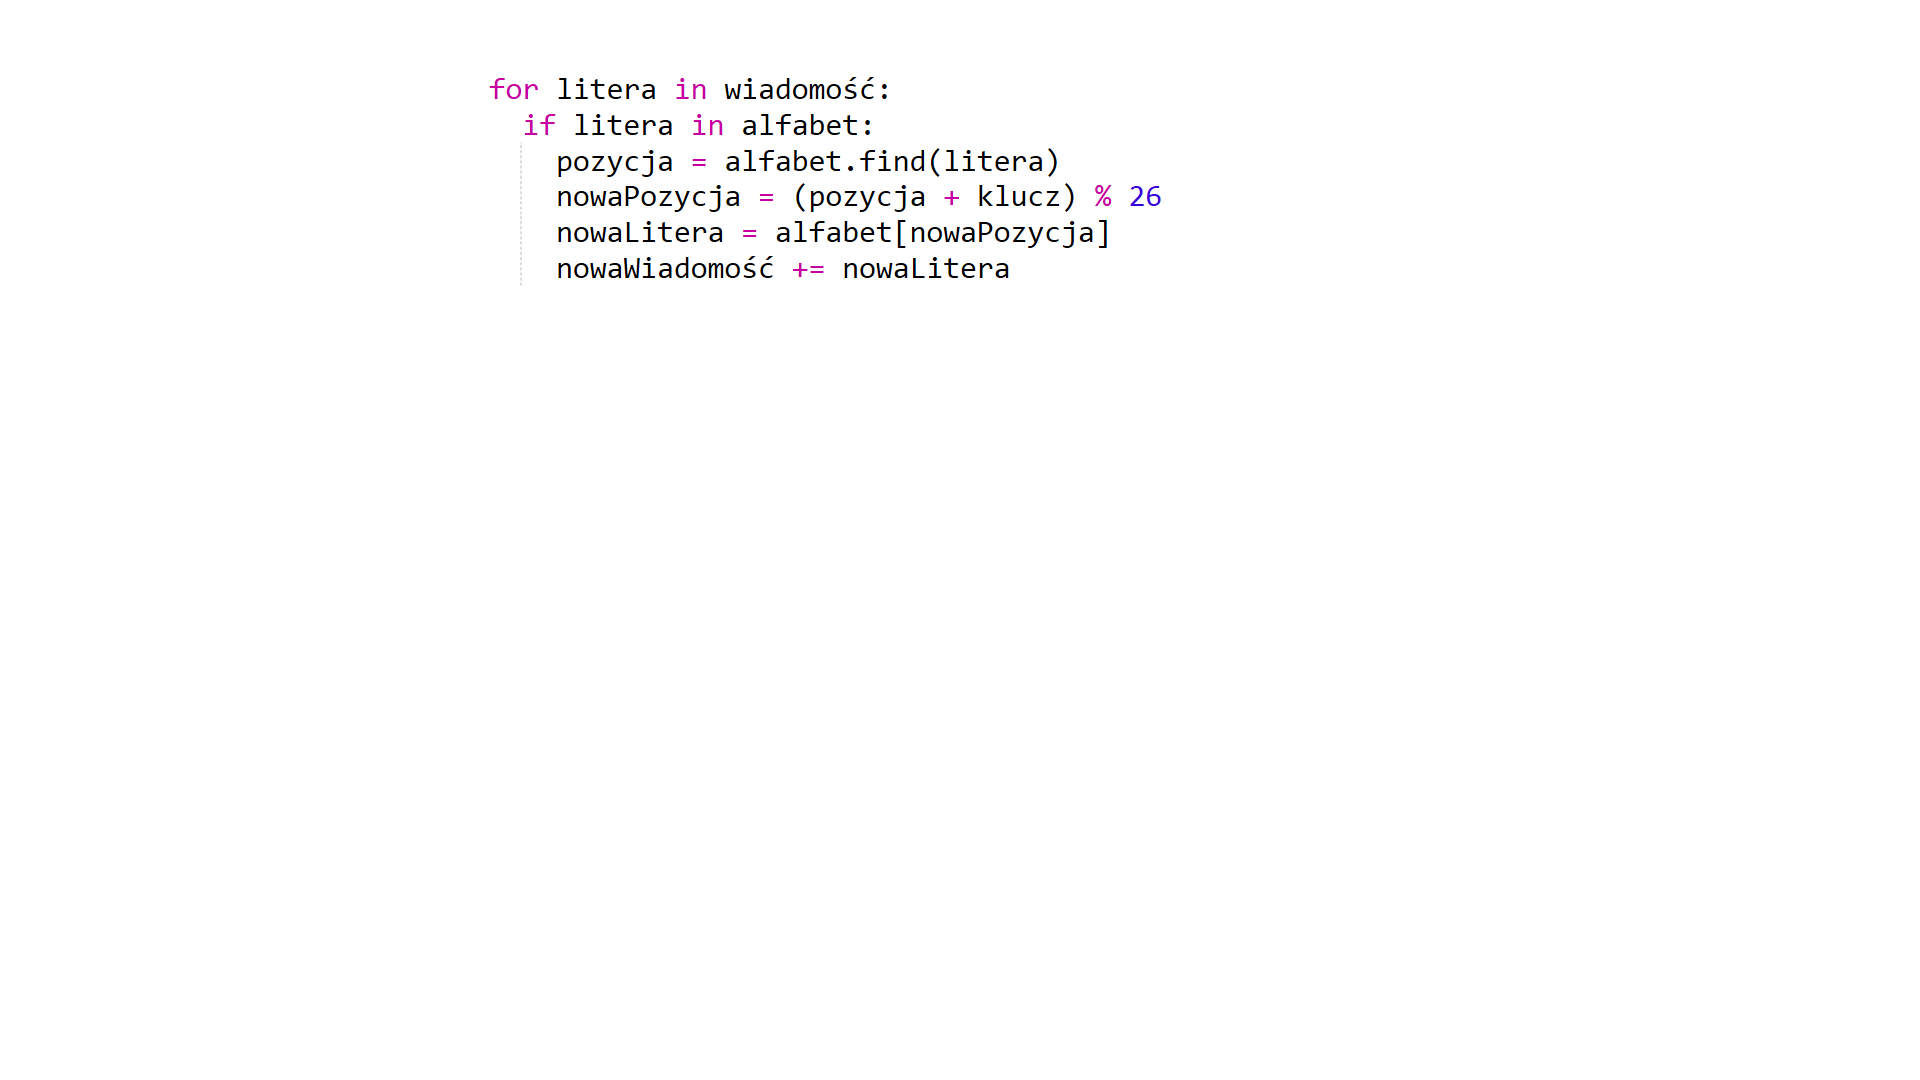 for litera in wiadomość:
if litera in alfabet:
pozycja = alfabet.find(litera)
nowaPozycja = (pozycja + klucz) % 26
nowaLitera = alfabet[nowaPozycja]
nowaWiadomość += nowaLitera